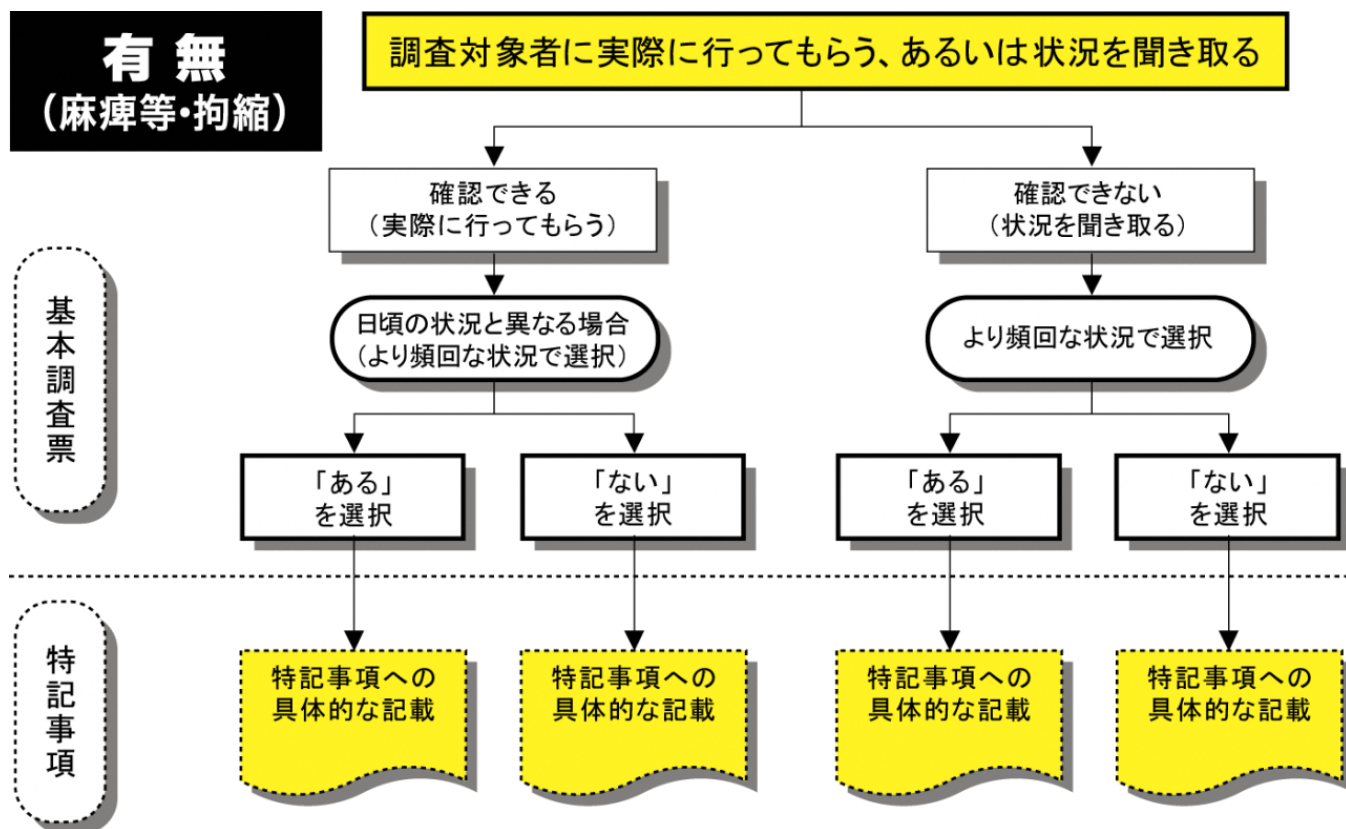 有無
（麻痺等・拘縮）
調査対象者に実際に行ってもらう、あるいは状況を聞き取る
確認できる
（実際に行ってもらう）
確認できない
（状況を聞き取る）
基本調査票
日頃の状況と異なる場合
（より頻回な状況で選択）
より頻回な状況で選択
「ある」
を選択
「ない」
を選択
「ある」
を選択
「ない」
を選択
特記事項
特記事項への
具体的な記載
特記事項への
具体的な記載
特記事項への
具体的な記載
特記事項への
具体的な記載